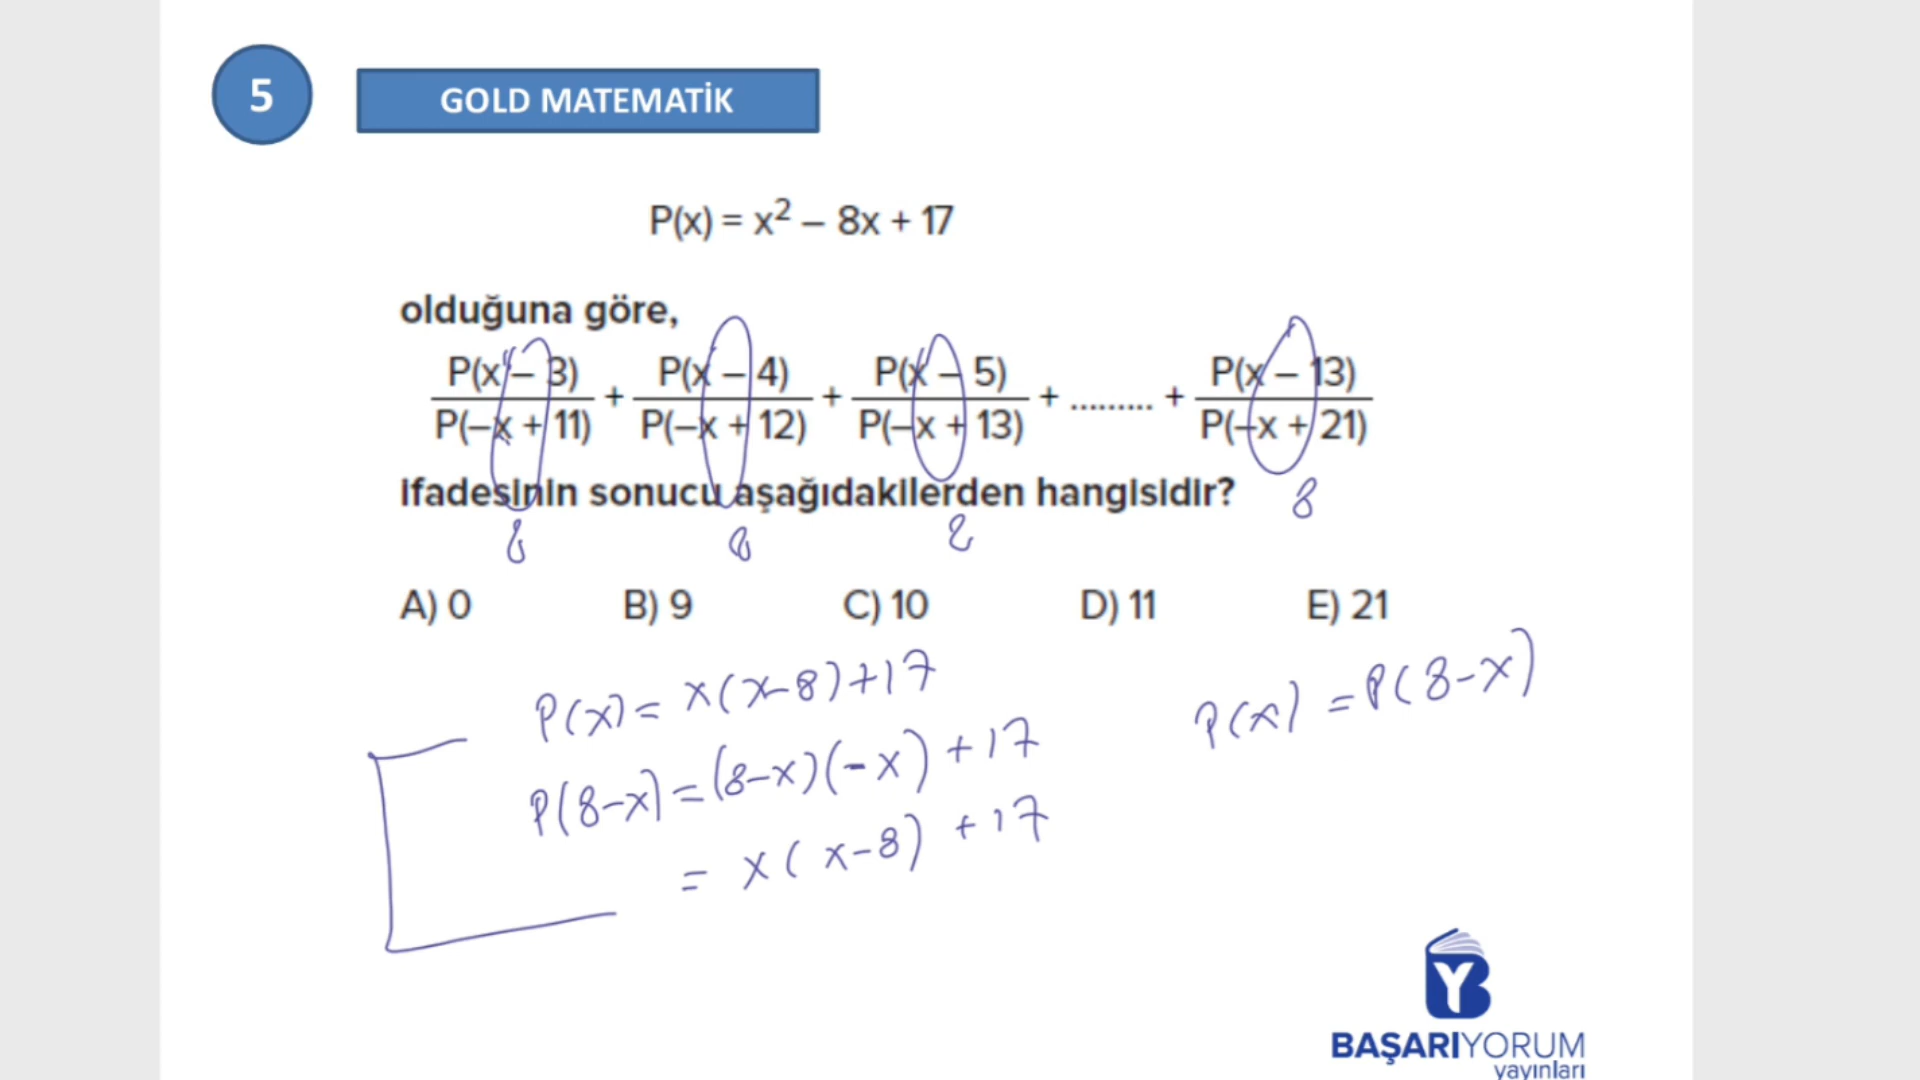 5
GOLD MATEMATİK
P(x) = x² – 8x + 17
olduğuna göre,
P(x – 3)/P(–x + 11) + P(x – 4)/P(–x + 12) + P(x – 5)/P(–x + 13) + ......... + P(x – 13)/P(–x + 21)
ifadesinin sonucu aşağıdakilerden hangisidir?
8 8 8 8
A) 0 B) 9 C) 10 D) 11 E) 21
P(x) = x(x-8)+17
P(x) = P(8-x)
P(8-x) = (8-x)(-x) + 17
= x(x-8) + 17
BAŞARIYORUM
yayınları